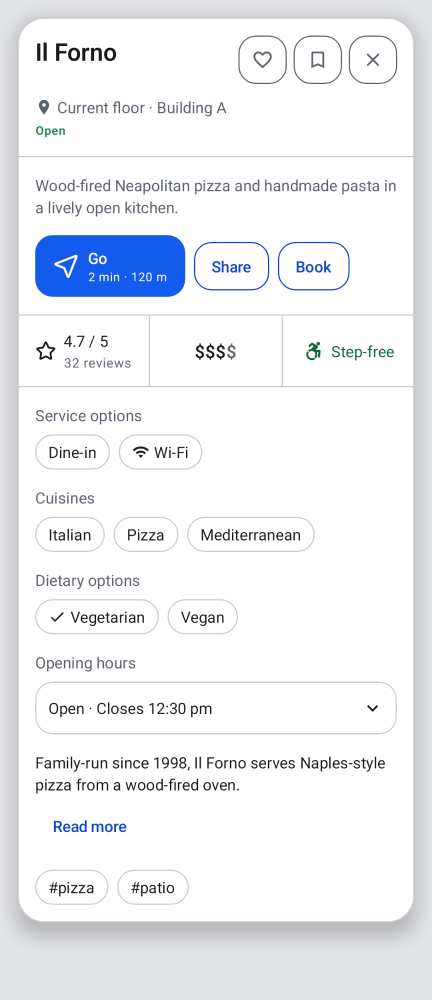 Il Forno
Current floor · Building A
Open
Wood-fired Neapolitan pizza and handmade pasta in
a lively open kitchen.
Go
2 min · 120 m
Share
Book
4.7 / 5
32 reviews
$$$$
Step-free
Service options
Dine-in
Wi-Fi
Cuisines
Italian
Pizza
Mediterranean
Dietary options
Vegetarian
Vegan
Opening hours
Open · Closes 12:30 pm
Family-run since 1998, Il Forno serves Naples-style
pizza from a wood-fired oven.
Read more
#pizza
#patio